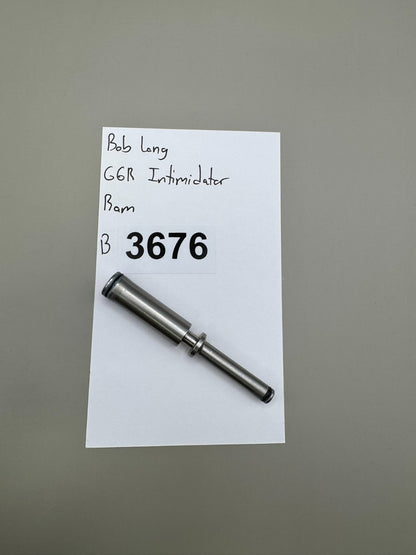 Bob Long
G6R Intimidator
Ram
B 3676